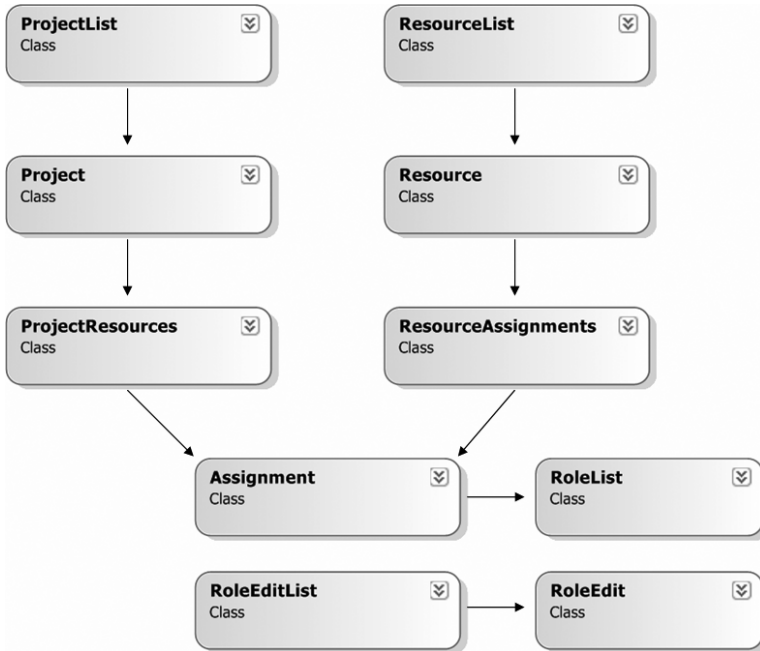 ProjectList
Class
ResourceList
Class
Project
Class
Resource
Class
ProjectResources
Class
ResourceAssignments
Class
Assignment
Class
RoleList
Class
RoleEditList
Class
RoleEdit
Class